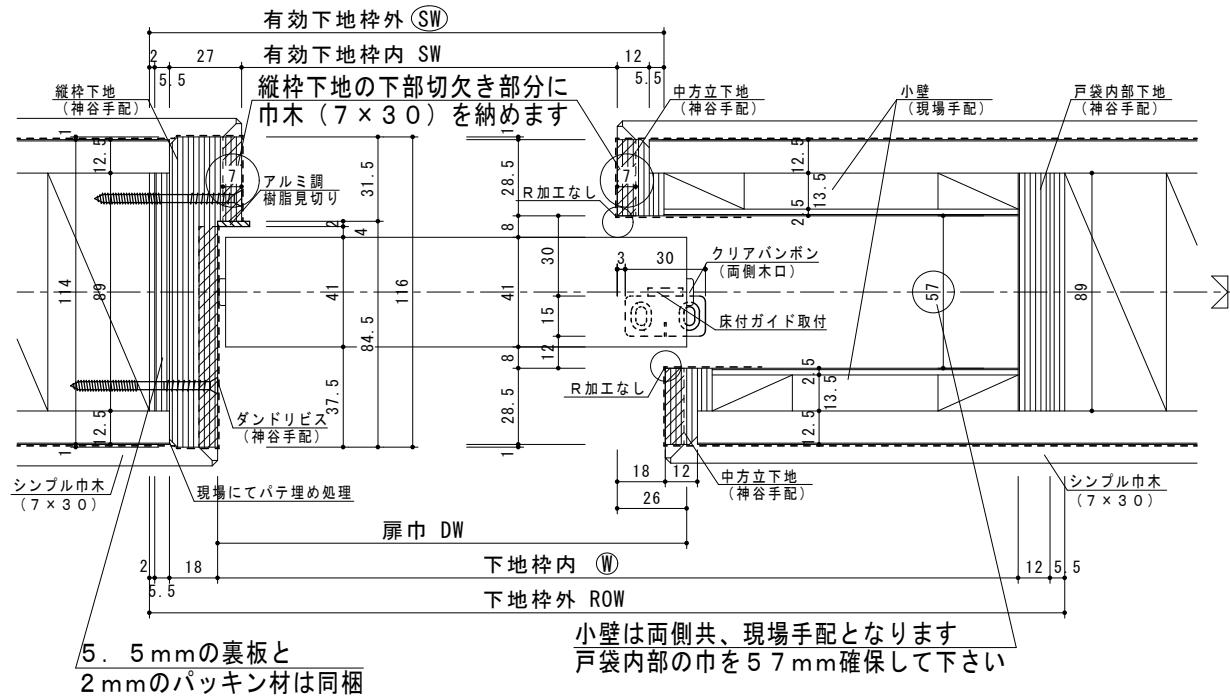 有効下地枠外 SW
有効下地枠内 SW
2
27
5.5
12
5.5
縦枠下地
(神谷手配)
縦枠下地の下部切欠き部分に
巾木(7×30)を納めます
中方立下地
(神谷手配)
小壁
(現場手配)
戸袋内部下地
(神谷手配)
1
12.5
114
89
12.5
1
7
アルミ調
樹脂見切り
31.5
2
4
41
84.5
37.5
116
1
28.5
8
41
8
28.5
1
7
R加工なし
30
15
12
3
30
クリアバンポン
(両側木口)
床付ガイド取付
12.5
13.5
2.5
57
89
2.5
13.5
12.5
R加工なし
ダンドリビス
(神谷手配)
シンプル巾木
(7×30)
現場にてパテ埋め処理
18
12
26
中方立下地
(神谷手配)
シンプル巾木
(7×30)
扉巾 DW
2
5.5
18
下地枠内 W
12
5.5
下地枠外 ROW
5.5mmの裏板と
2mmのパッキン材は同梱
小壁は両側共、現場手配となります
戸袋内部の巾を57mm確保して下さい